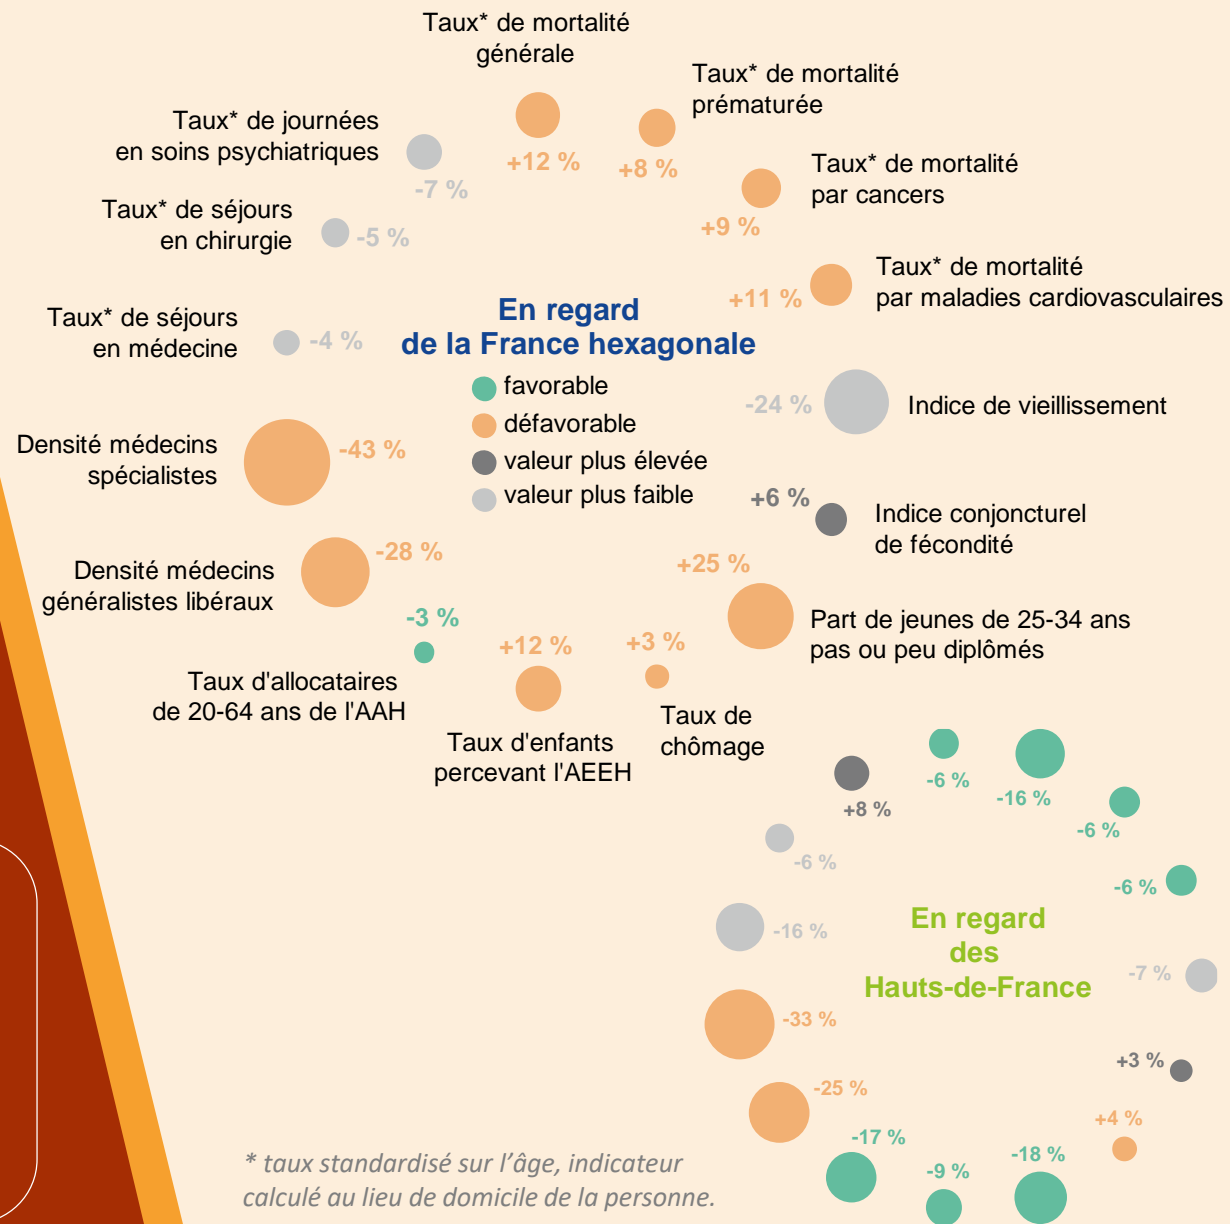 Taux* de mortalité
générale
+12 %
Taux* de mortalité
prématurée
+8 %
Taux* de mortalité
par cancers
+9 %
Taux* de mortalité
par maladies cardiovasculaires
+11 %
Indice de vieillissement
-24 %
Indice conjoncturel
de fécondité
+6 %
Part de jeunes de 25-34 ans
pas ou peu diplômés
+25 %
Taux de
chômage
+3 %
Taux d'enfants
percevant l'AEEH
+12 %
Taux d'allocataires
de 20-64 ans de l'AAH
-3 %
Densité médecins
généralistes libéraux
-28 %
Densité médecins
spécialistes
-43 %
Taux* de séjours
en médecine
-4 %
Taux* de séjours
en chirurgie
-5 %
Taux* de journées
en soins psychiatriques
-7 %
En regard
de la France hexagonale
favorable
défavorable
valeur plus élevée
valeur plus faible
En regard
des
Hauts-de-France
-6 %
-16 %
-6 %
-6 %
-7 %
+3 %
+4 %
-18 %
-9 %
-17 %
-25 %
-33 %
-16 %
-6 %
+8 %
* taux standardisé sur l’âge, indicateur
calculé au lieu de domicile de la personne.